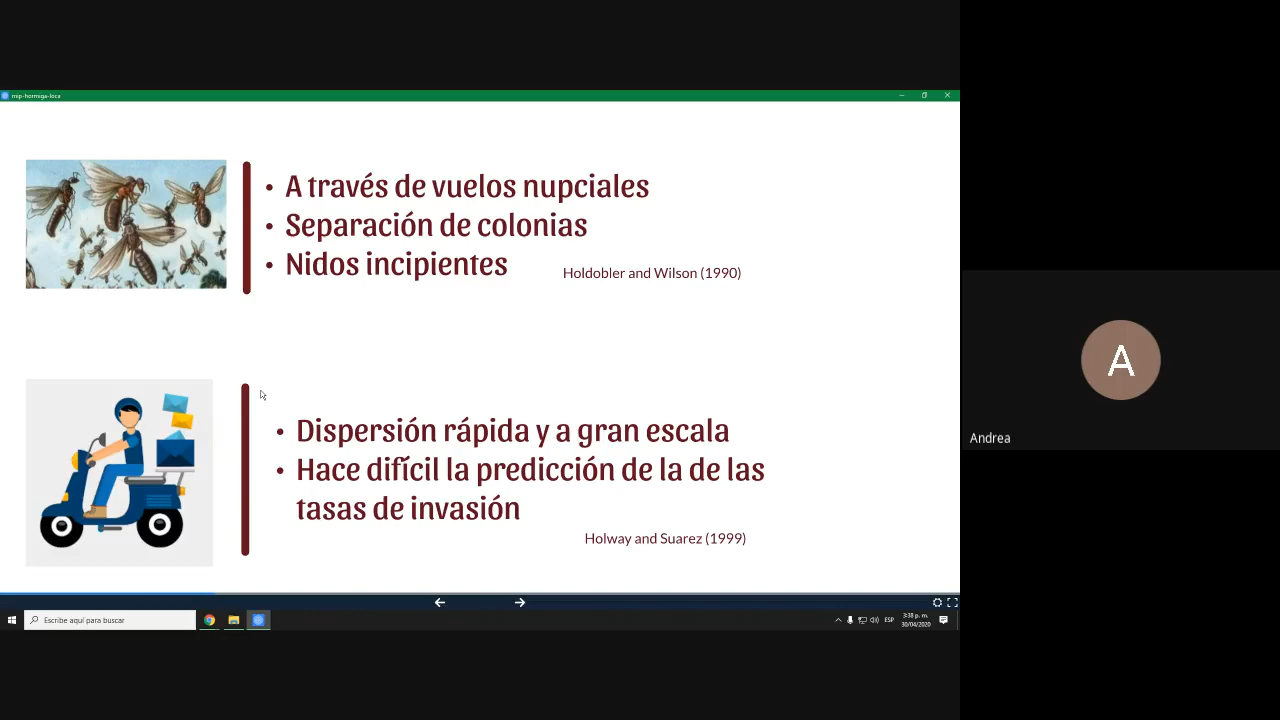 mip-hormiga-loca
• A través de vuelos nupciales
• Separación de colonias
• Nidos incipientes
Holdobler and Wilson (1990)
• Dispersión rápida y a gran escala
• Hace difícil la predicción de la de las
tasas de invasión
Holway and Suarez (1999)
A
Andrea
Escribe aquí para buscar
ESP
3:38 p. m.
30/04/2020